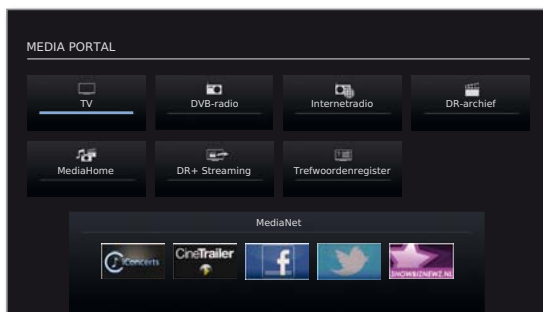 MEDIA PORTAL
TV
DVB-radio
Internetradio
DR-archief
MediaHome
DR+ Streaming
Trefwoordenregister
MediaNet
iConcerts
CineTrailer
f
SHOWBIZNEWZ.NL